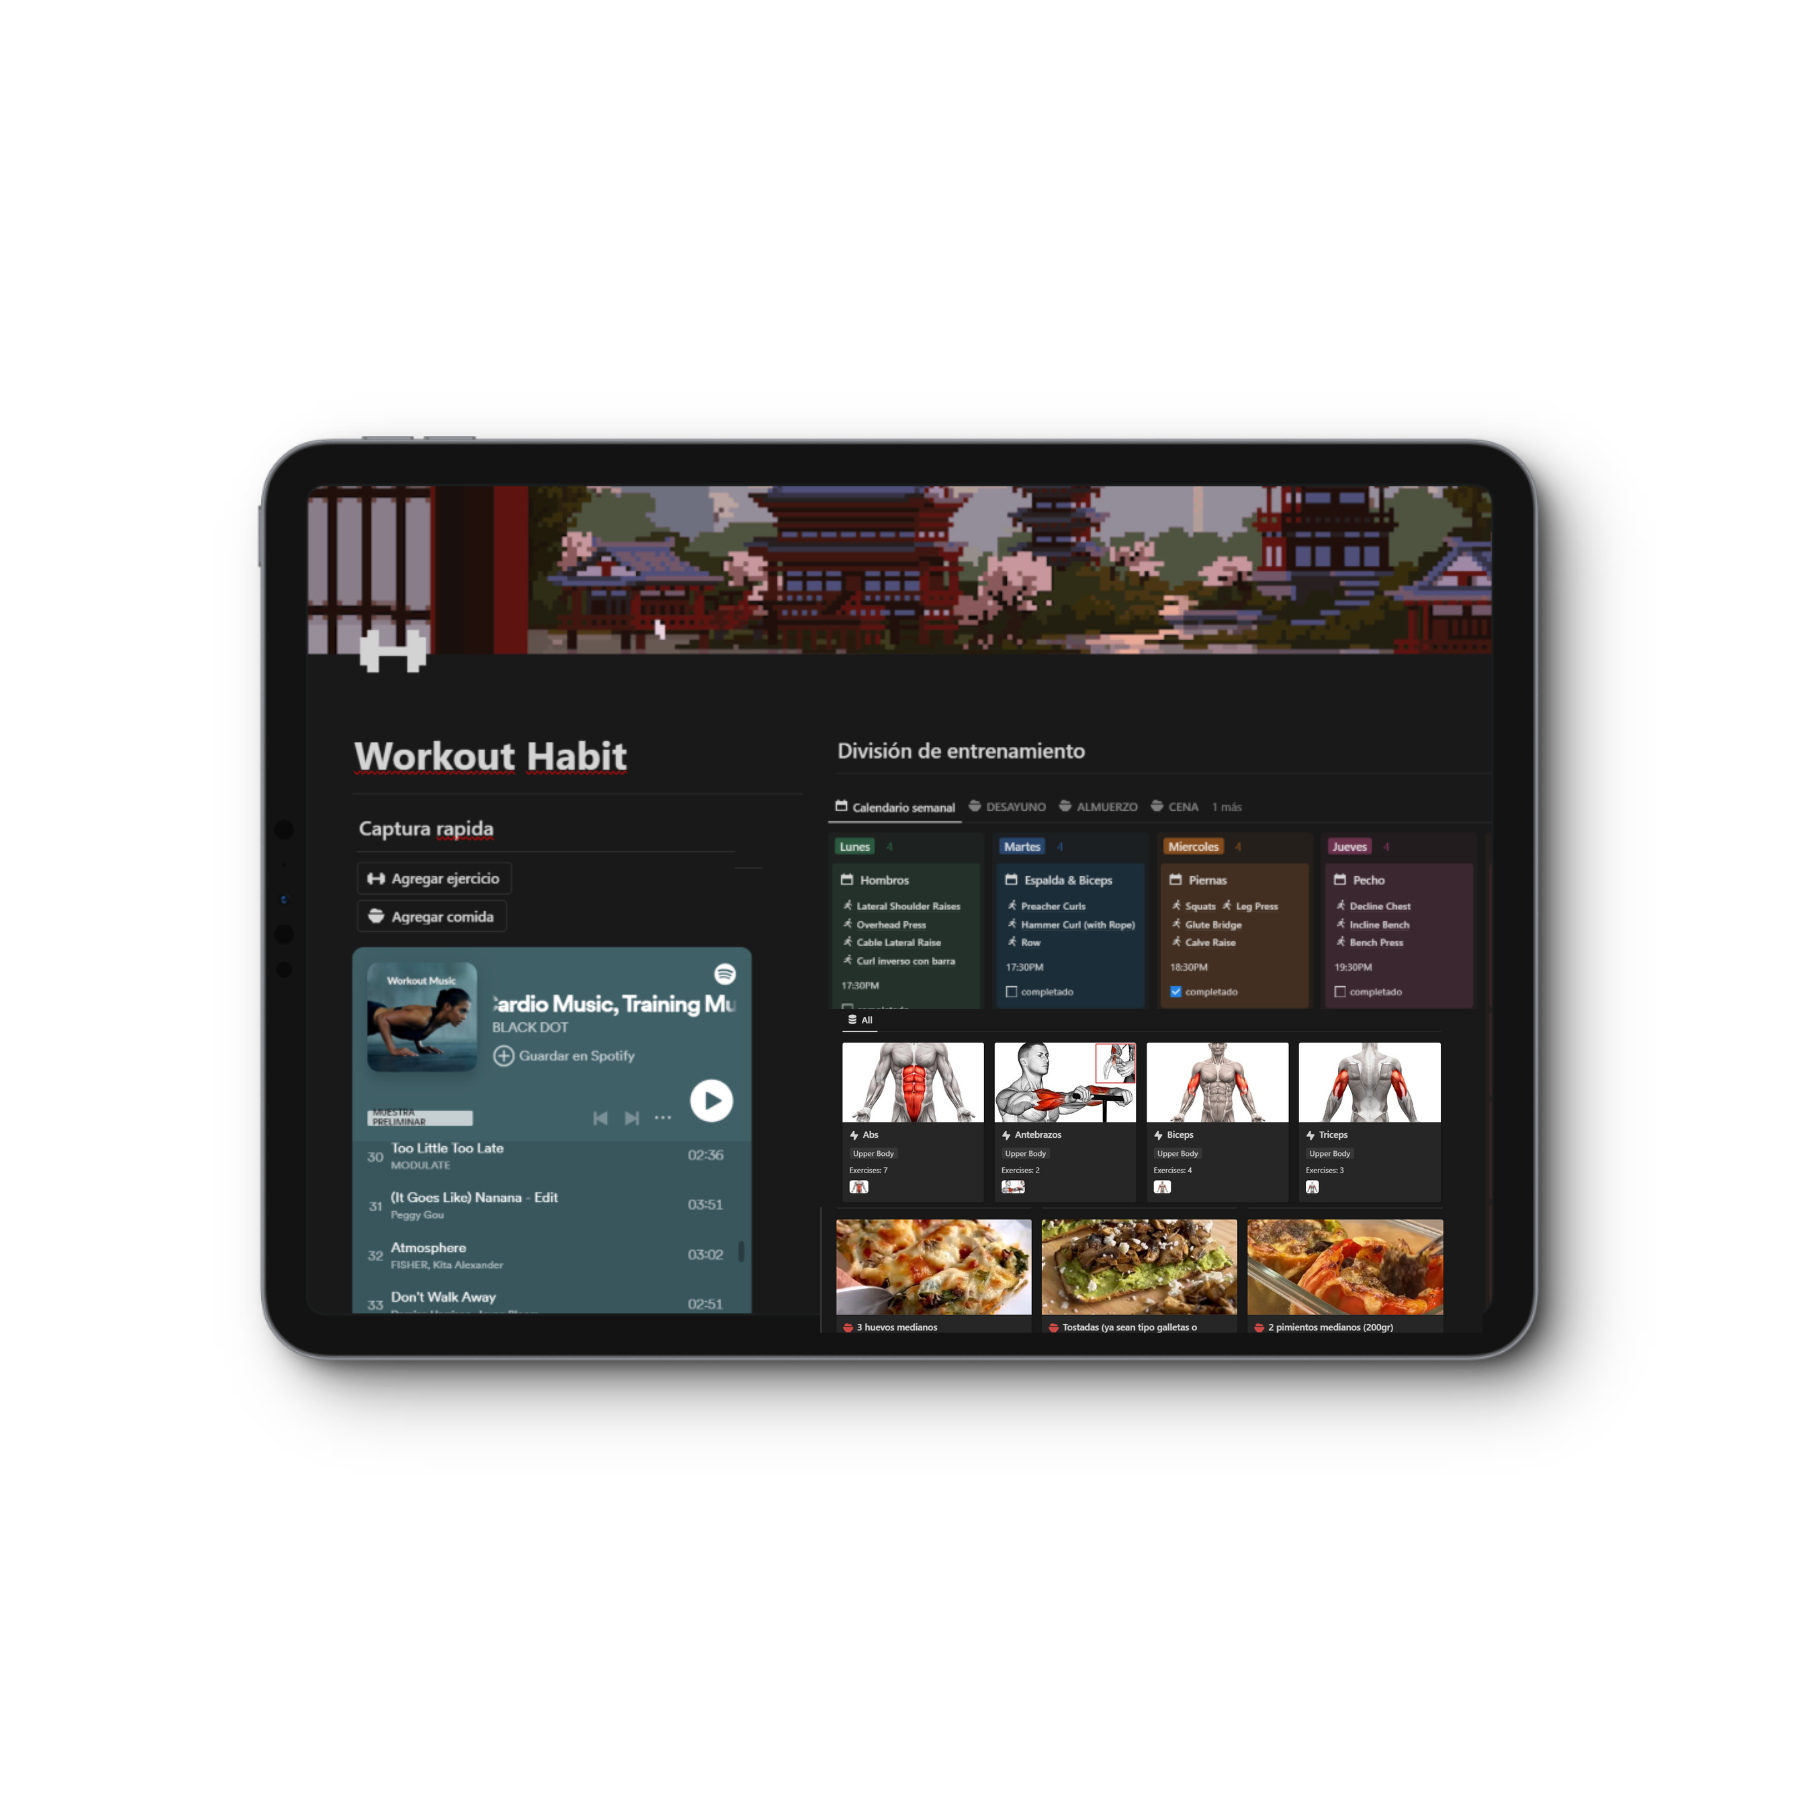 Workout Habit
Captura rapida
Agregar ejercicio
Agregar comida
Workout Music
ardio Music, Training Mu
BLACK DOT
Guardar en Spotify
MUESTRA
PRELIMINAR
30 Too Little Too Late 02:36
MODULATE
31 (It Goes Like) Nanana - Edit 03:51
Peggy Gou
32 Atmosphere 03:02
FISHER, Kita Alexander
33 Don't Walk Away 02:51
División de entrenamiento
Calendario semanal DESAYUNO ALMUERZO CENA 1 más
Lunes 4
Hombros
Lateral Shoulder Raises
Overhead Press
Cable Lateral Raise
Curl inverso con barra
17:30PM
Martes 4
Espalda & Biceps
Preacher Curls
Hammer Curl (with Rope)
Row
17:30PM
completado
Miercoles 4
Piernas
Squats Leg Press
Glute Bridge
Calve Raise
18:30PM
completado
Jueves 4
Pecho
Decline Chest
Incline Bench
Bench Press
19:30PM
completado
All
Abs
Upper Body
Exercises: 7
Antebrazos
Upper Body
Exercises: 2
Biceps
Upper Body
Exercises: 4
Triceps
Upper Body
Exercises: 3
3 huevos medianos
Tostadas (ya sean tipo galletas o
2 pimientos medianos (200gr)